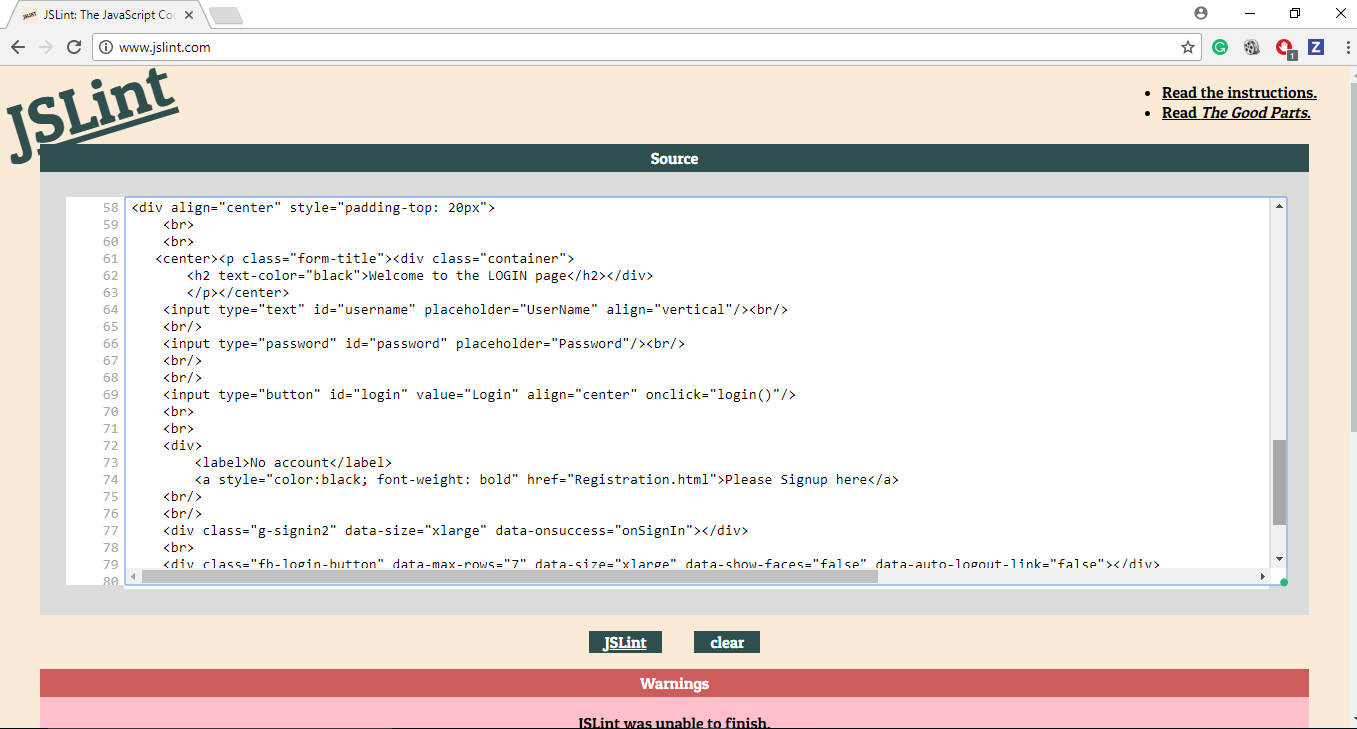 JSLint: The JavaScript Co
www.jslint.com
1
Z
JSLint
Read the instructions.
Read The Good Parts.
Source
58 <div align="center" style="padding-top: 20px">
59     <br>
60     <br>
61    <center><p class="form-title"><div class="container">
62        <h2 text-color="black">Welcome to the LOGIN page</h2></div>
63        </p></center>
64     <input type="text" id="username" placeholder="UserName" align="vertical"/><br/>
65     <br/>
66     <input type="password" id="password" placeholder="Password"/><br/>
67     <br/>
68     <br/>
69     <input type="button" id="login" value="Login" align="center" onclick="login()"/>
70     <br>
71     <br>
72     <div>
73         <label>No account</label>
74         <a style="color:black; font-weight: bold" href="Registration.html">Please Signup here</a>
75     <br/>
76     <br/>
77     <div class="g-signin2" data-size="xlarge" data-onsuccess="onSignIn"></div>
78     <br>
79     <div class="fb-login-button" data-max-rows="7" data-size="xlarge" data-show-faces="false" data-auto-logout-link="false"></div>
80
JSLint clear
Warnings
JSLint was unable to finish.